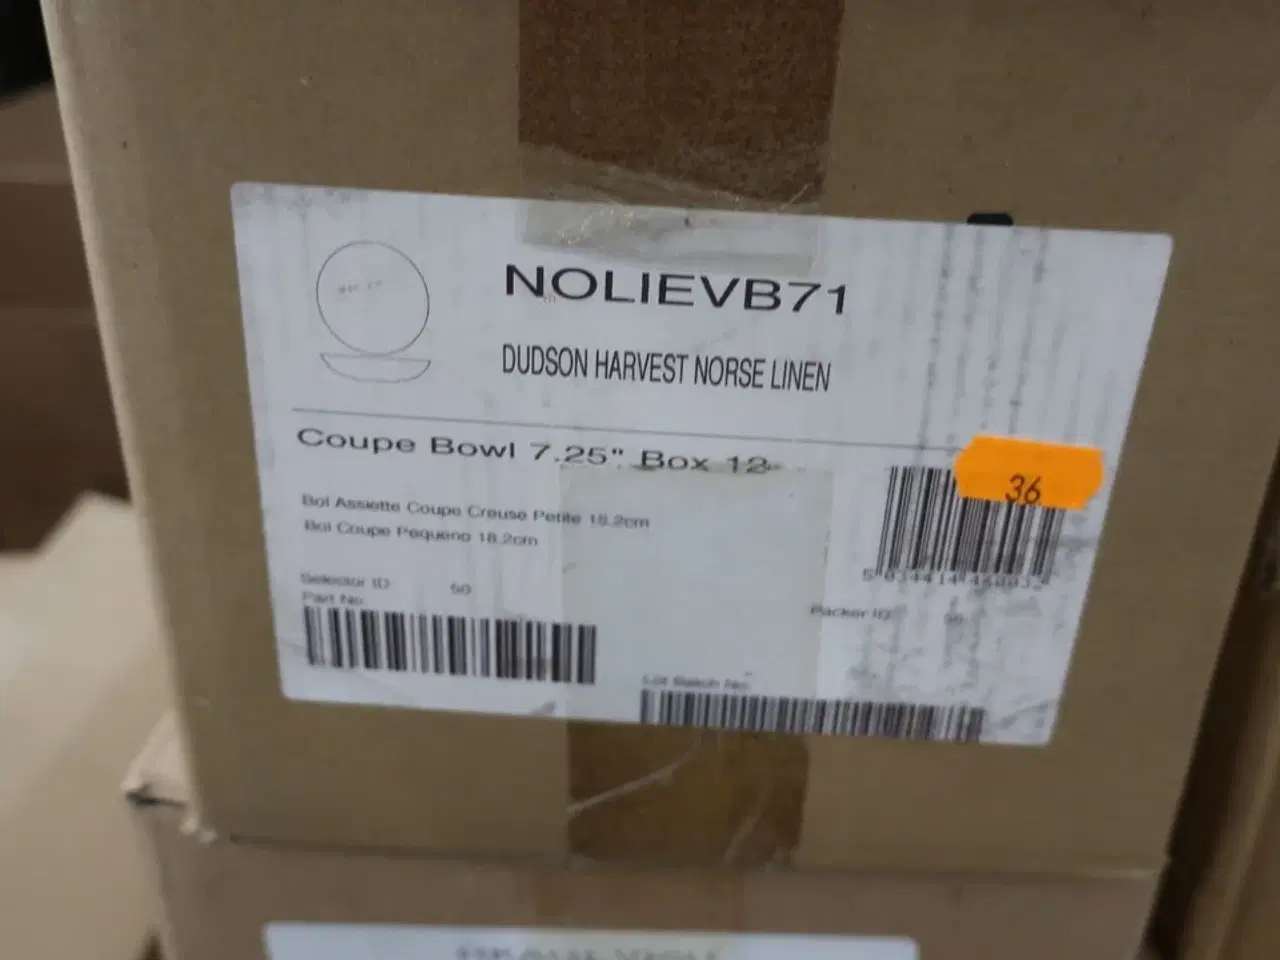 NOLIEVB71
DUDSON HARVEST NORSE LINEN
Coupe Bowl 7.25" Box 12
36
Bol Assiette Coupe Creuse Petite 18.2cm
Bol Coupe Pequeno 18.2cm
Selector ID 50
Part No
Packer ID
Lot Batch No